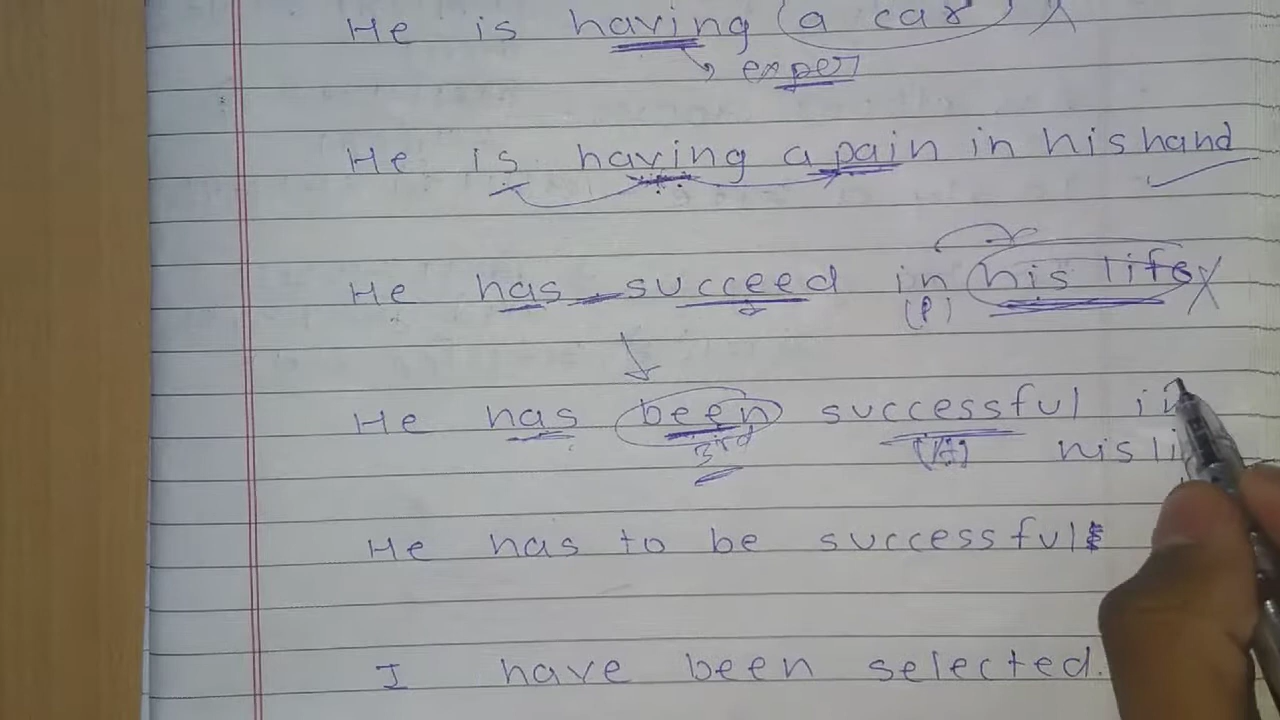 He is having (a car) X
exper
He is having a pain in his hand
He has succeed in his life X
(P)
He has been successful in
3rd (A) his li
He has to be successful
I have been selected.